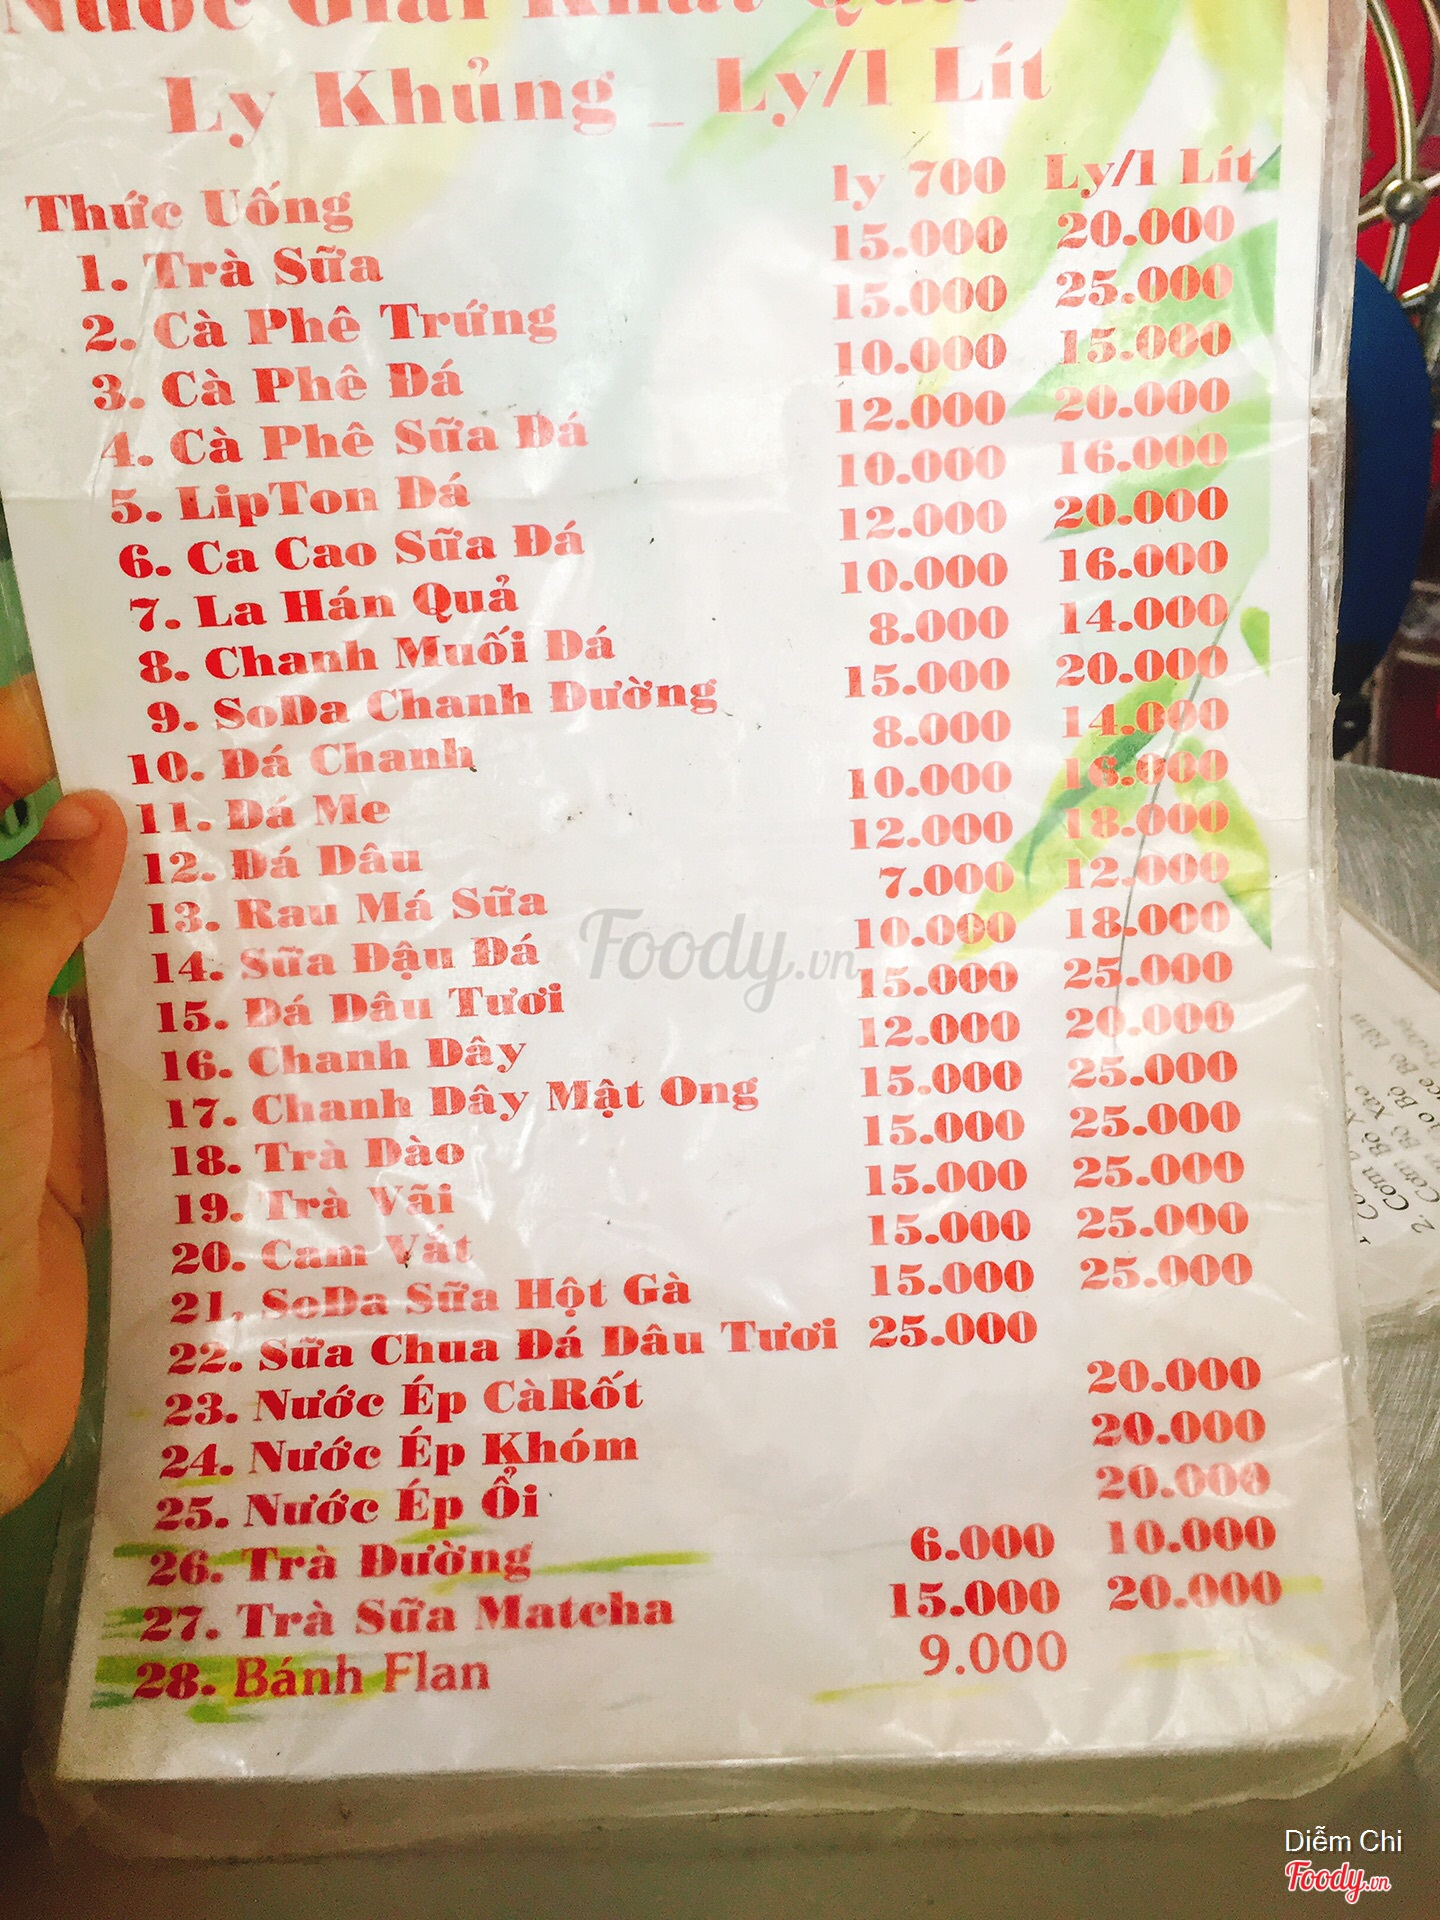 Nước Giải Khát
Ly Khủng _ Ly/1 Lít
Thức Uống ly 700 Ly/1 Lít
1. Trà Sữa 15.000 20.000
2. Cà Phê Trứng 15.000 25.000
3. Cà Phê Đá 10.000 15.000
4. Cà Phê Sữa Đá 12.000 20.000
5. LipTon Đá 10.000 16.000
6. Ca Cao Sữa Đá 12.000 20.000
7. La Hán Quả 10.000 16.000
8. Chanh Muối Đá 8.000 14.000
9. SoDa Chanh Đường 15.000 20.000
10. Đá Chanh 8.000 14.000
11. Đá Me 10.000 16.000
12. Đá Dâu 12.000 18.000
13. Rau Má Sữa 7.000 12.000
14. Sữa Đậu Đá 10.000 18.000
15. Đá Dâu Tươi 15.000 25.000
16. Chanh Dây 12.000 20.000
17. Chanh Dây Mật Ong 15.000 25.000
18. Trà Đào 15.000 25.000
19. Trà Vãi 15.000 25.000
20. Cam Vắt 15.000 25.000
21. SoDa Sữa Hột Gà 15.000 25.000
22. Sữa Chua Đá Dâu Tươi 25.000
23. Nước Ép CàRốt 20.000
24. Nước Ép Khóm 20.000
25. Nước Ép Ổi 20.000
26. Trà Đường 6.000 10.000
27. Trà Sữa Matcha 15.000 20.000
28. Bánh Flan 9.000
Foody.vn
Diễm Chi
Foody.vn